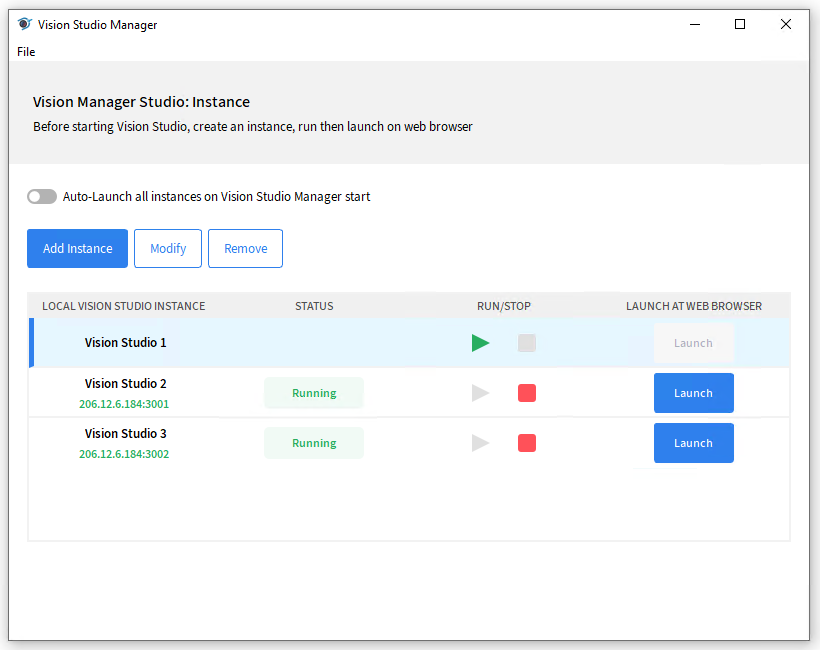 Vision Studio Manager
File
Vision Manager Studio: Instance
Before starting Vision Studio, create an instance, run then launch on web browser
Auto-Launch all instances on Vision Studio Manager start
Add Instance Modify Remove
LOCAL VISION STUDIO INSTANCE STATUS RUN/STOP LAUNCH AT WEB BROWSER
Vision Studio 1 Launch
Vision Studio 2
206.12.6.184:3001 Running Launch
Vision Studio 3
206.12.6.184:3002 Running Launch